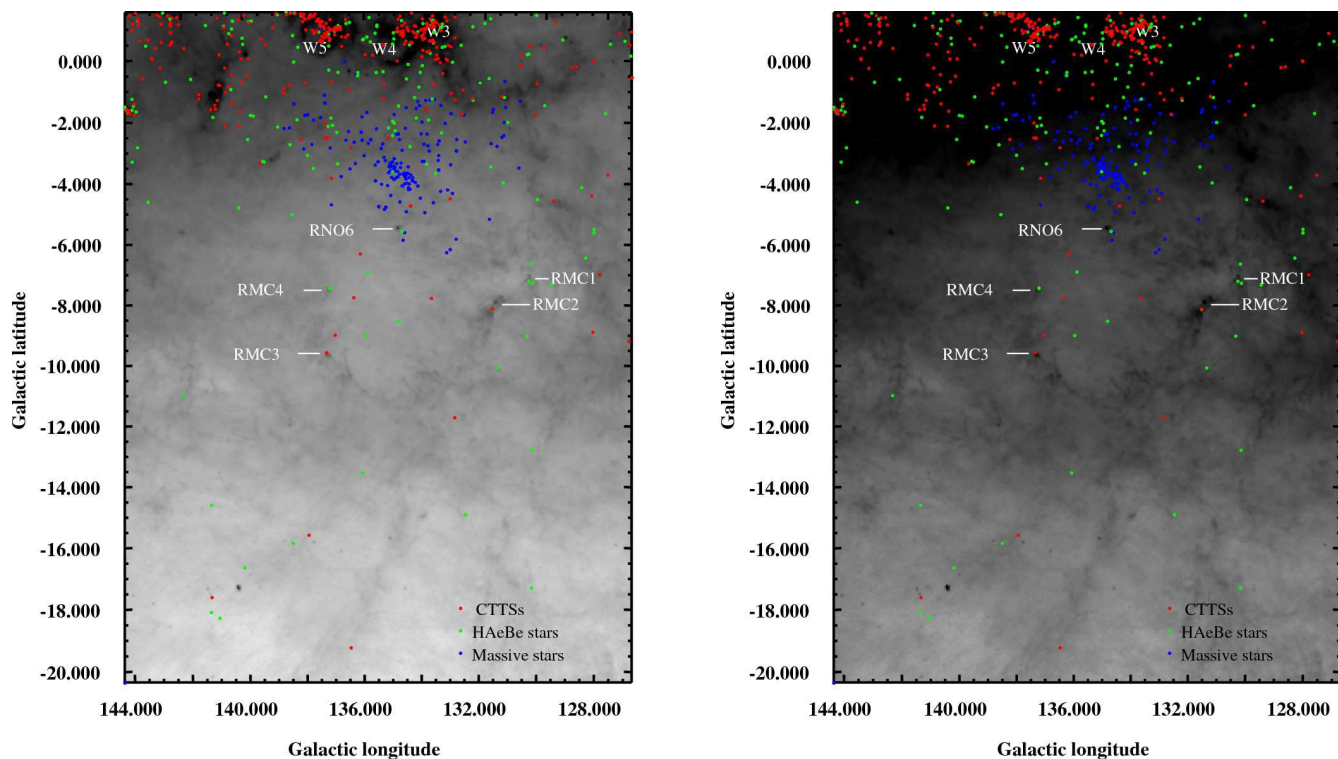 W5 W4 W3
0.000
-2.000
-4.000
RNO6
-6.000
RMC4
RMC1
-8.000
RMC2
RMC3
-10.000
-12.000
-14.000
-16.000
-18.000
CTTSs
HAeBe stars
Massive stars
-20.000
144.000 140.000 136.000 132.000 128.000
Galactic longitude
Galactic latitude
W5 W4 W3
0.000
-2.000
-4.000
RNO6
-6.000
RMC4
RMC1
-8.000
RMC2
RMC3
-10.000
-12.000
-14.000
-16.000
-18.000
CTTSs
HAeBe stars
Massive stars
-20.000
144.000 140.000 136.000 132.000 128.000
Galactic longitude
Galactic latitude